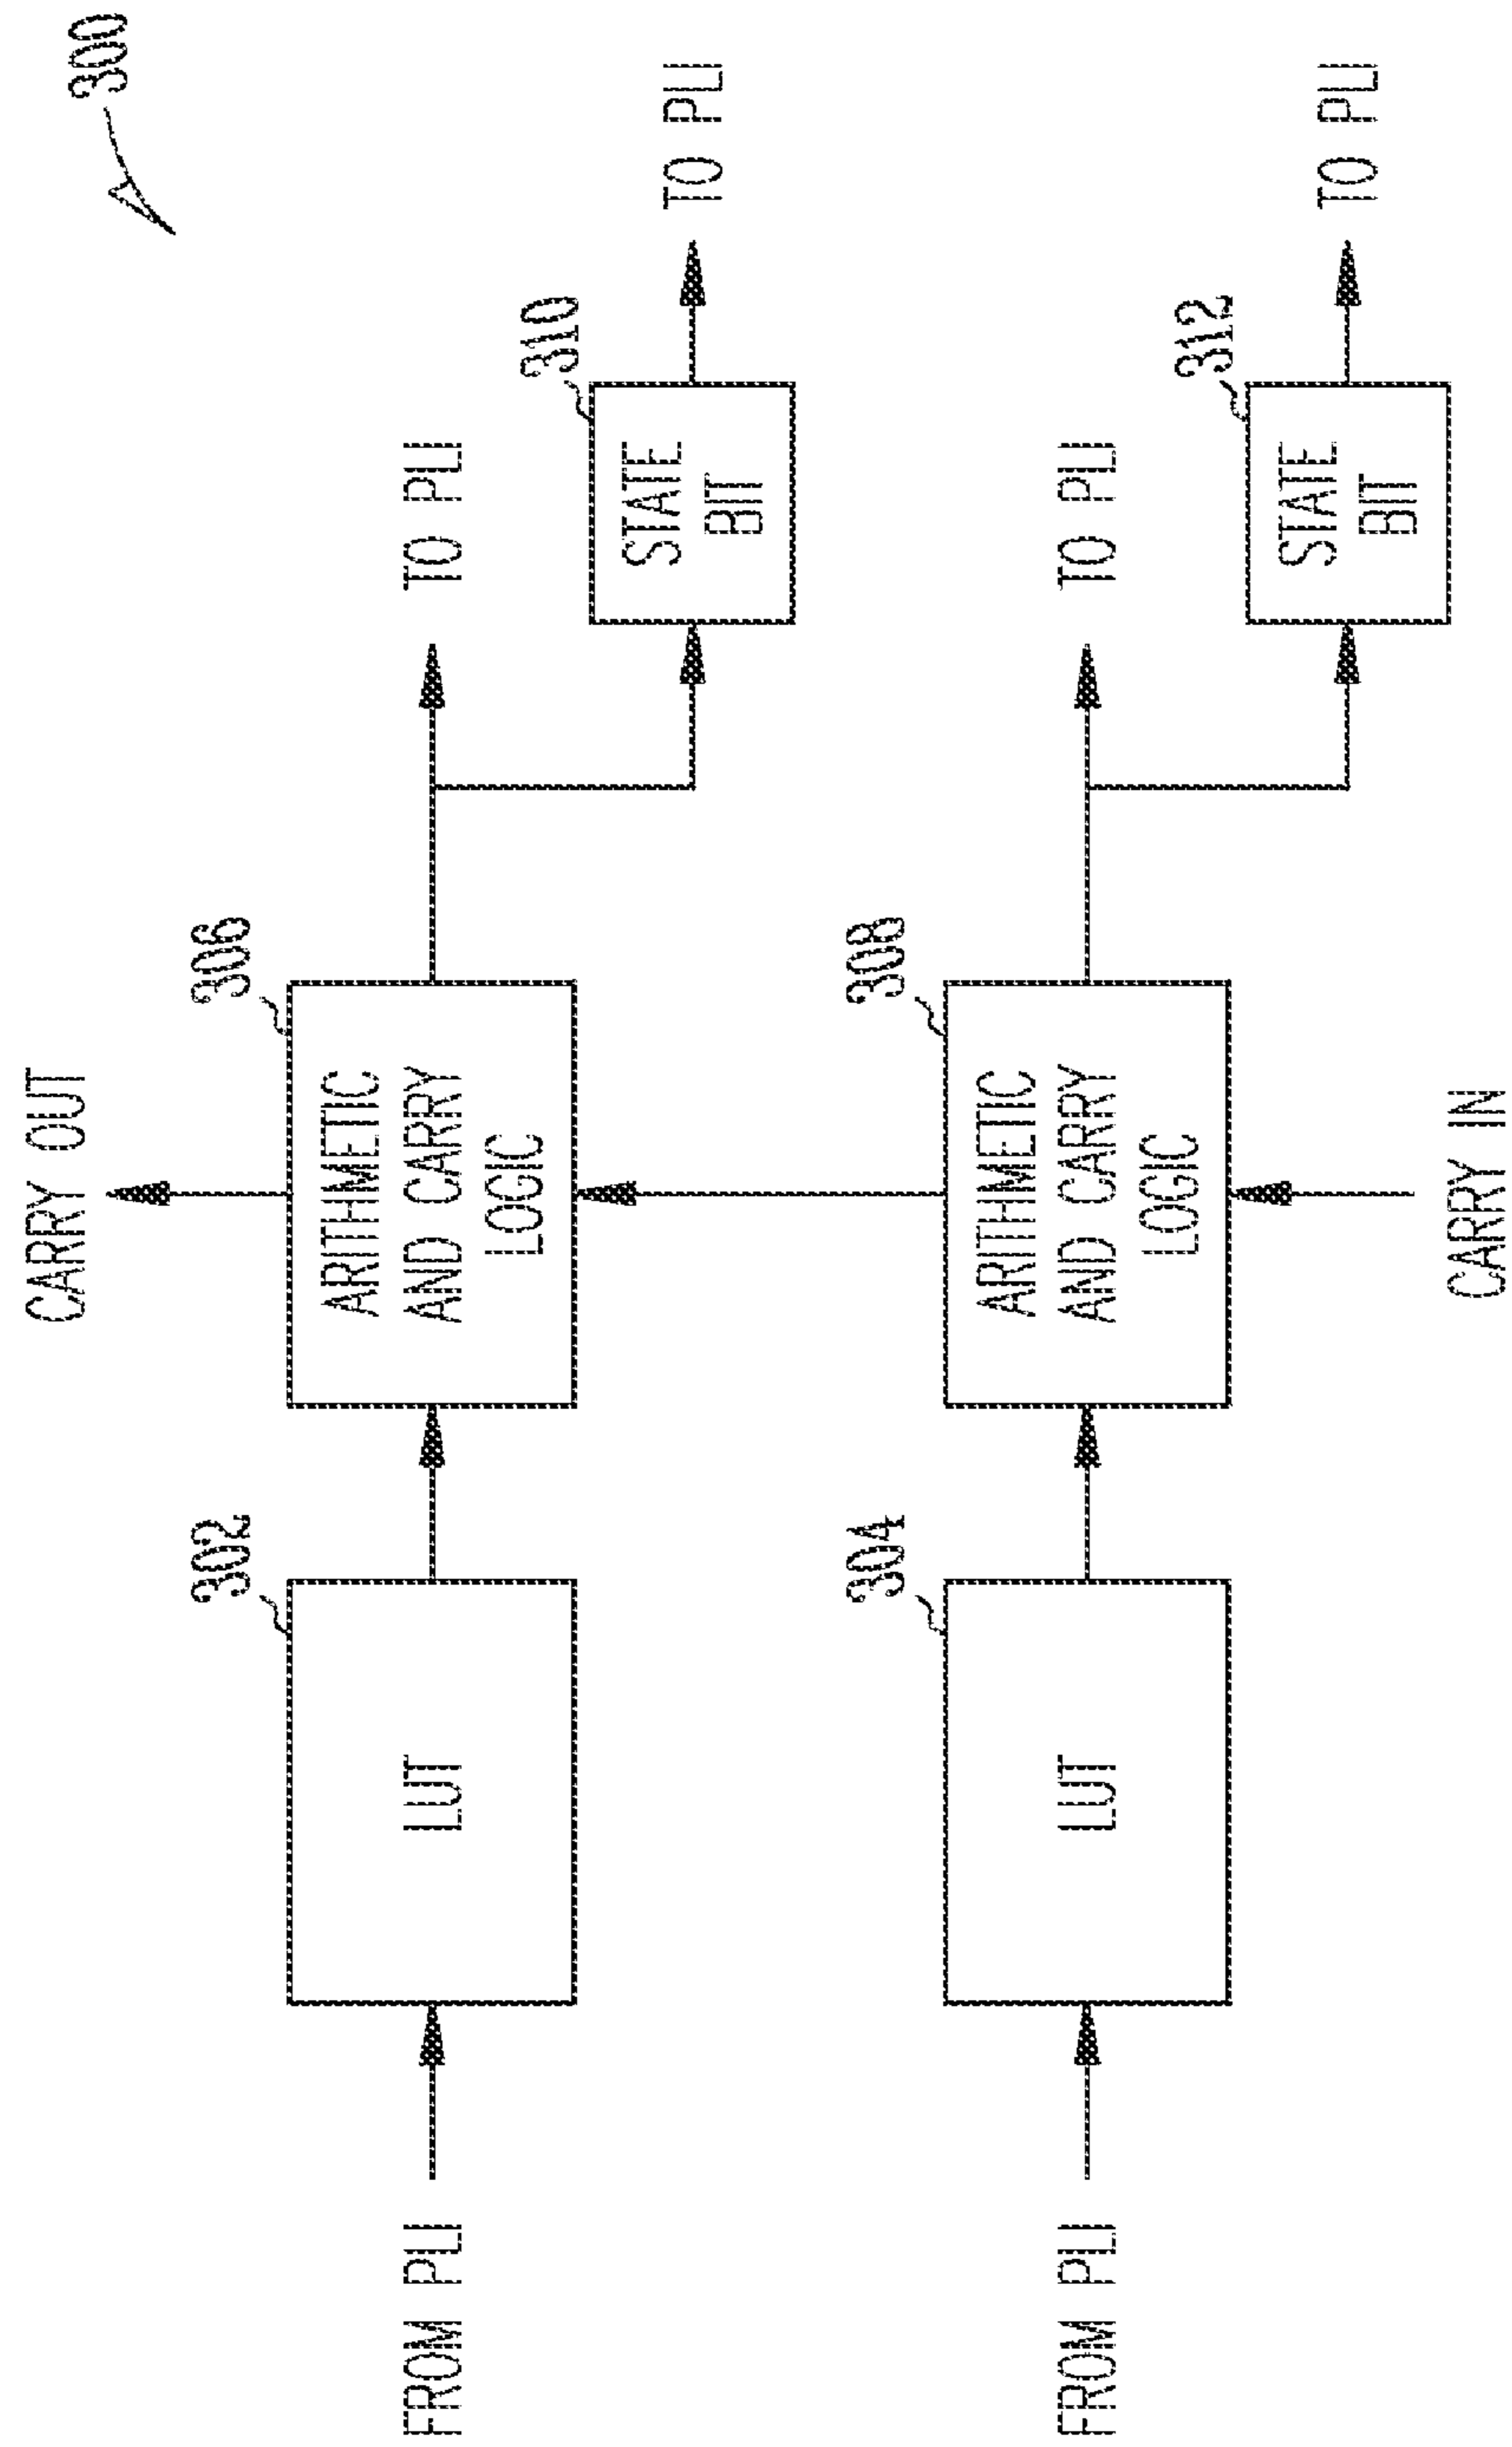 300
CARRY OUT
302
306
FROM PLI
LUT
ARITHMETIC
AND CARRY
LOGIC
TO PLI
310
STATE
BIT
TO PLI
304
308
FROM PLI
LUT
ARITHMETIC
AND CARRY
LOGIC
TO PLI
312
STATE
BIT
TO PLI
CARRY IN